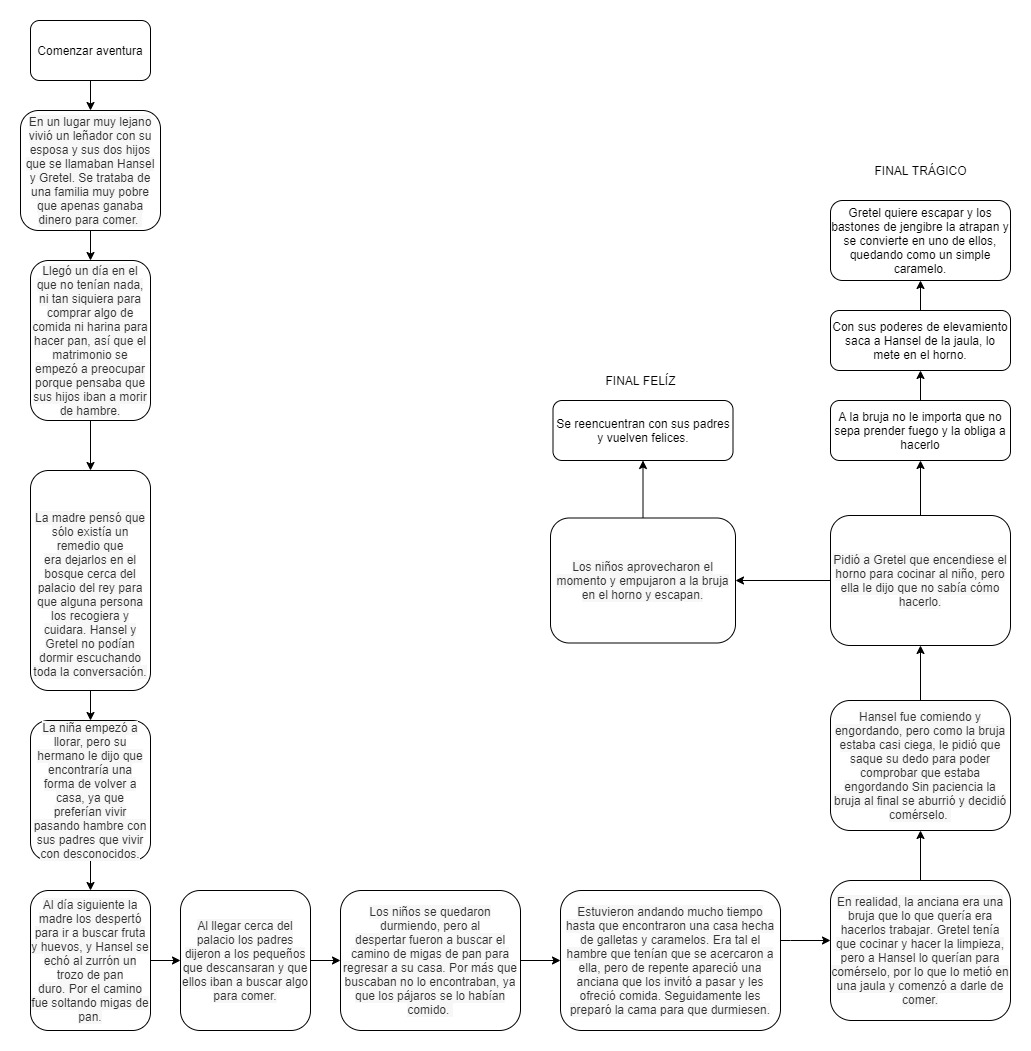 Comenzar aventura
En un lugar muy lejano
vivió un leñador con su
esposa y sus dos hijos
que se llamaban Hansel
y Gretel. Se trataba de
una familia muy pobre
que apenas ganaba
dinero para comer.
Llegó un día en el
que no tenían nada,
ni tan siquiera para
comprar algo de
comida ni harina para
hacer pan, así que el
matrimonio se
empezó a preocupar
porque pensaba que
sus hijos iban a morir
de hambre.
La madre pensó que
sólo existía un
remedio que
era dejarlos en el
bosque cerca del
palacio del rey para
que alguna persona
los recogiera y
cuidara. Hansel y
Gretel no podían
dormir escuchando
toda la conversación.
La niña empezó a
llorar, pero su
hermano le dijo que
encontraría una
forma de volver a
casa, ya que
preferían vivir
pasando hambre con
sus padres que vivir
con desconocidos.
Al día siguiente la
madre los despertó
para ir a buscar fruta
y huevos, y Hansel se
echó al zurrón un
trozo de pan
duro. Por el camino
fue soltando migas de
pan.
Al llegar cerca del
palacio los padres
dijeron a los pequeños
que descansaran y que
ellos iban a buscar algo
para comer.
Los niños se quedaron
durmiendo, pero al
despertar fueron a buscar el
camino de migas de pan para
regresar a su casa. Por más que
buscaban no lo encontraban, ya
que los pájaros se lo habían
comido.
Estuvieron andando mucho tiempo
hasta que encontraron una casa hecha
de galletas y caramelos. Era tal el
hambre que tenían que se acercaron a
ella, pero de repente apareció una
anciana que los invitó a pasar y les
ofreció comida. Seguidamente les
preparó la cama para que durmiesen.
En realidad, la anciana era una
bruja que lo que quería era
hacerlos trabajar. Gretel tenía
que cocinar y hacer la limpieza,
pero a Hansel lo querían para
comérselo, por lo que lo metió en
una jaula y comenzó a darle de
comer.
Hansel fue comiendo y
engordando, pero como la bruja
estaba casi ciega, le pidió que
saque su dedo para poder
comprobar que estaba
engordando Sin paciencia la
bruja al final se aburrió y decidió
comérselo.
Pidió a Gretel que encendiese el
horno para cocinar al niño, pero
ella le dijo que no sabía cómo
hacerlo.
Los niños aprovecharon el
momento y empujaron a la bruja
en el horno y escapan.
Se reencuentran con sus padres
y vuelven felices.
FINAL FELÍZ
A la bruja no le importa que no
sepa prender fuego y la obliga a
hacerlo
Con sus poderes de elevamiento
saca a Hansel de la jaula, lo
mete en el horno.
Gretel quiere escapar y los
bastones de jengibre la atrapan y
se convierte en uno de ellos,
quedando como un simple
caramelo.
FINAL TRÁGICO